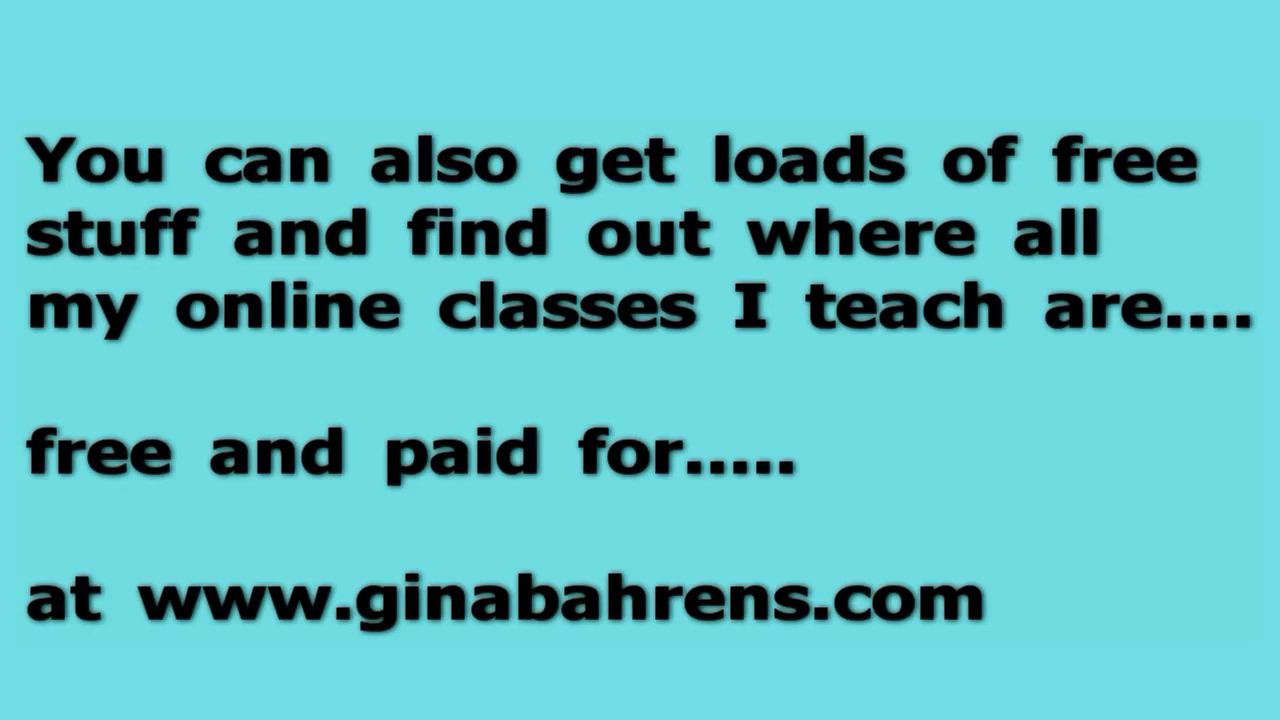 You can also get loads of free
stuff and find out where all
my online classes I teach are....
free and paid for.....
at www.ginabahrens.com